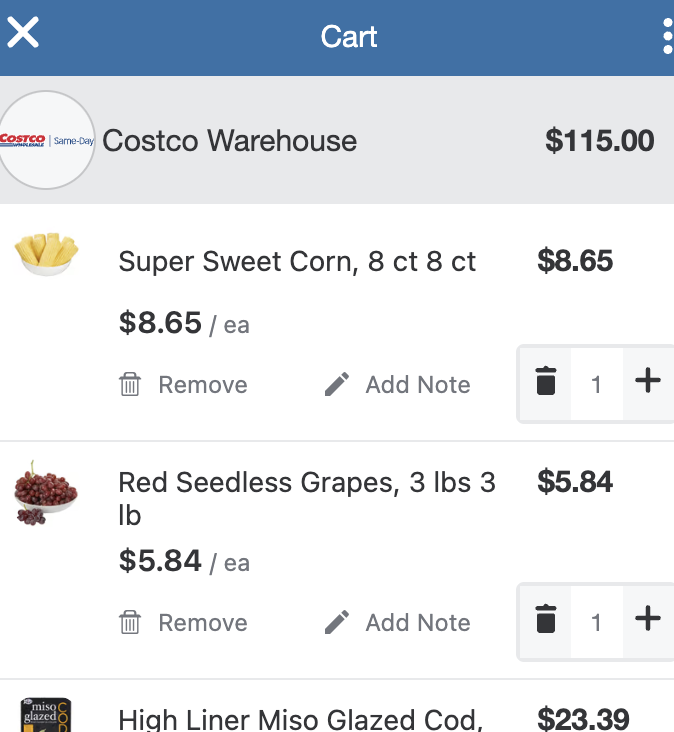 Cart
COSTCO WHOLESALE | Same-Day
Costco Warehouse $115.00
Super Sweet Corn, 8 ct 8 ct $8.65
$8.65 / ea
Remove Add Note 1
Red Seedless Grapes, 3 lbs 3 $5.84
lb
$5.84 / ea
Remove Add Note 1
miso
glazed
COD
High Liner Miso Glazed Cod, $23.39